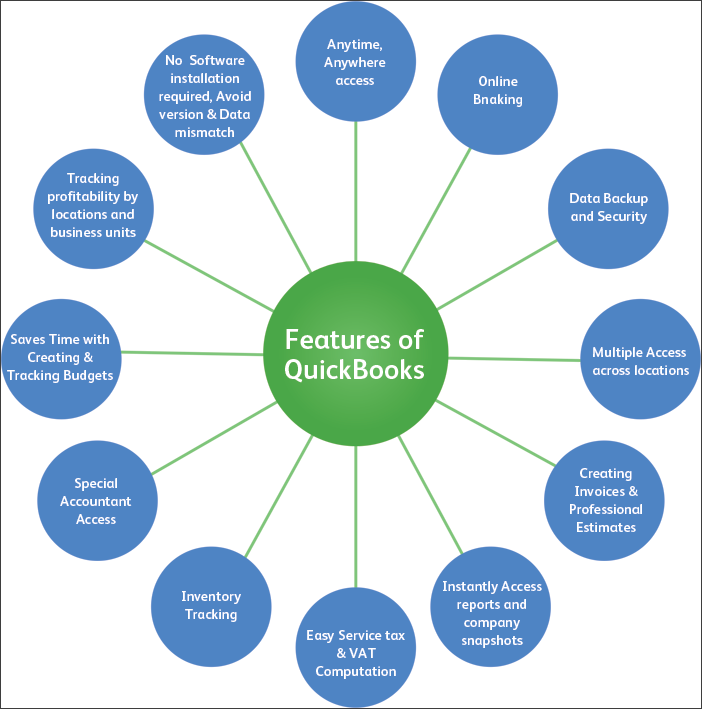 Features of
QuickBooks
Anytime,
Anywhere
access
Online
Bnaking
Data Backup
and Security
Multiple Access
across locations
Creating
Invoices &
Professional
Estimates
Instantly Access
reports and
company
snapshots
Easy Service tax
& VAT
Computation
Inventory
Tracking
Special
Accountant
Access
Saves Time with
Creating &
Tracking Budgets
Tracking
profitability by
locations and
business units
No Software
installation
required, Avoid
version & Data
mismatch